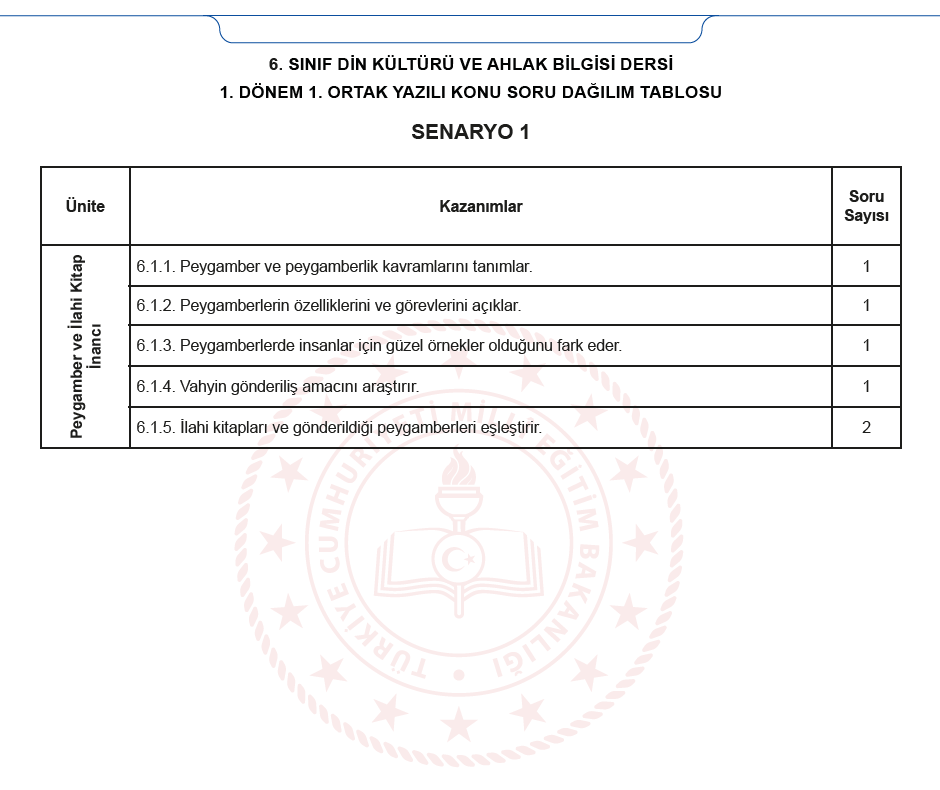 6. SINIF DİN KÜLTÜRÜ VE AHLAK BİLGİSİ DERSİ
1. DÖNEM 1. ORTAK YAZILI KONU SORU DAĞILIM TABLOSU
SENARYO 1
Ünite
Kazanımlar
Soru
Sayısı
Peygamber ve İlahi Kitap
İnancı
6.1.1. Peygamber ve peygamberlik kavramlarını tanımlar.
1
6.1.2. Peygamberlerin özelliklerini ve görevlerini açıklar.
1
6.1.3. Peygamberlerde insanlar için güzel örnekler olduğunu fark eder.
1
6.1.4. Vahyin gönderiliş amacını araştırır.
1
6.1.5. İlahi kitapları ve gönderildiği peygamberleri eşleştirir.
2
TÜRKİYE CUMHURİYETİ MİLLÎ EĞİTİM BAKANLIĞI